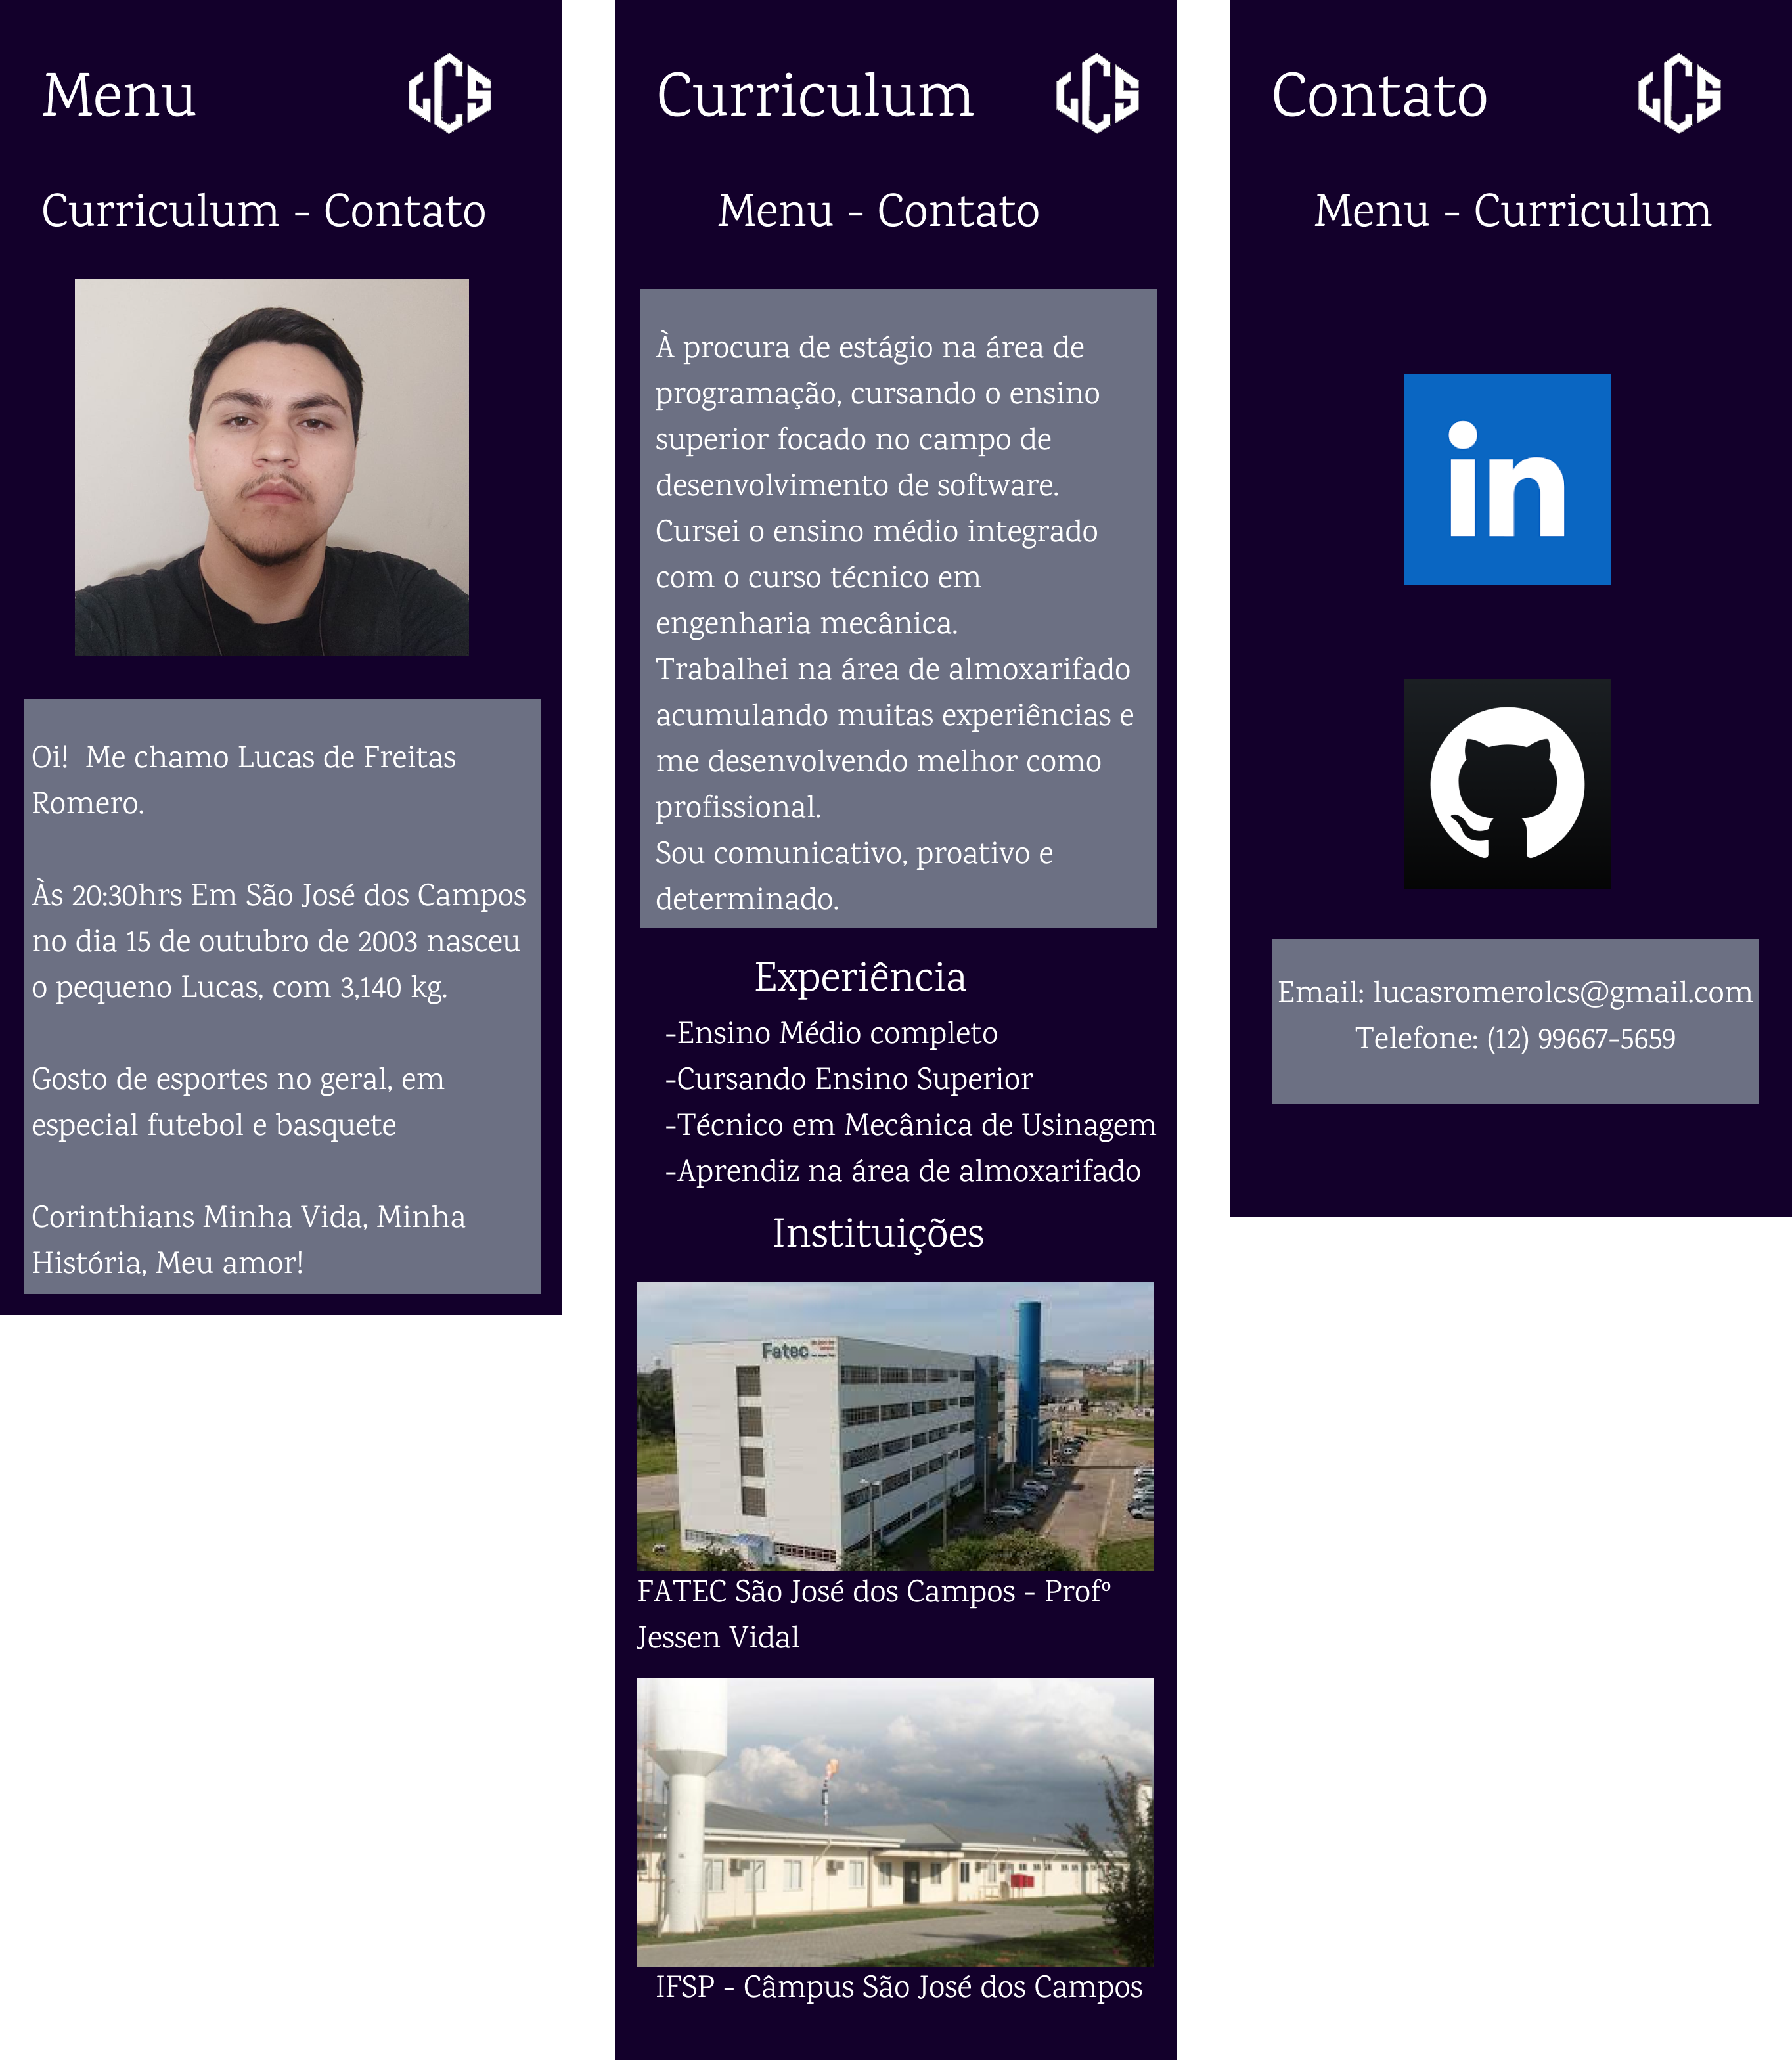 Menu
LCS
Curriculum - Contato
Oi!  Me chamo Lucas de Freitas
Romero.
Às 20:30hrs Em São José dos Campos
no dia 15 de outubro de 2003 nasceu
o pequeno Lucas, com 3,140 kg.
Gosto de esportes no geral, em
especial futebol e basquete
Corinthians Minha Vida, Minha
História, Meu amor!
Curriculum
LCS
Menu - Contato
À procura de estágio na área de
programação, cursando o ensino
superior focado no campo de
desenvolvimento de software.
Cursei o ensino médio integrado
com o curso técnico em
engenharia mecânica.
Trabalhei na área de almoxarifado
acumulando muitas experiências e
me desenvolvendo melhor como
profissional.
Sou comunicativo, proativo e
determinado.
Experiência
-Ensino Médio completo
-Cursando Ensino Superior
-Técnico em Mecânica de Usinagem
-Aprendiz na área de almoxarifado
Instituições
Fatec
FATEC São José dos Campos - Profº
Jessen Vidal
IFSP - Câmpus São José dos Campos
Contato
LCS
Menu - Curriculum
in
Email: lucasromerolcs@gmail.com
Telefone: (12) 99667-5659